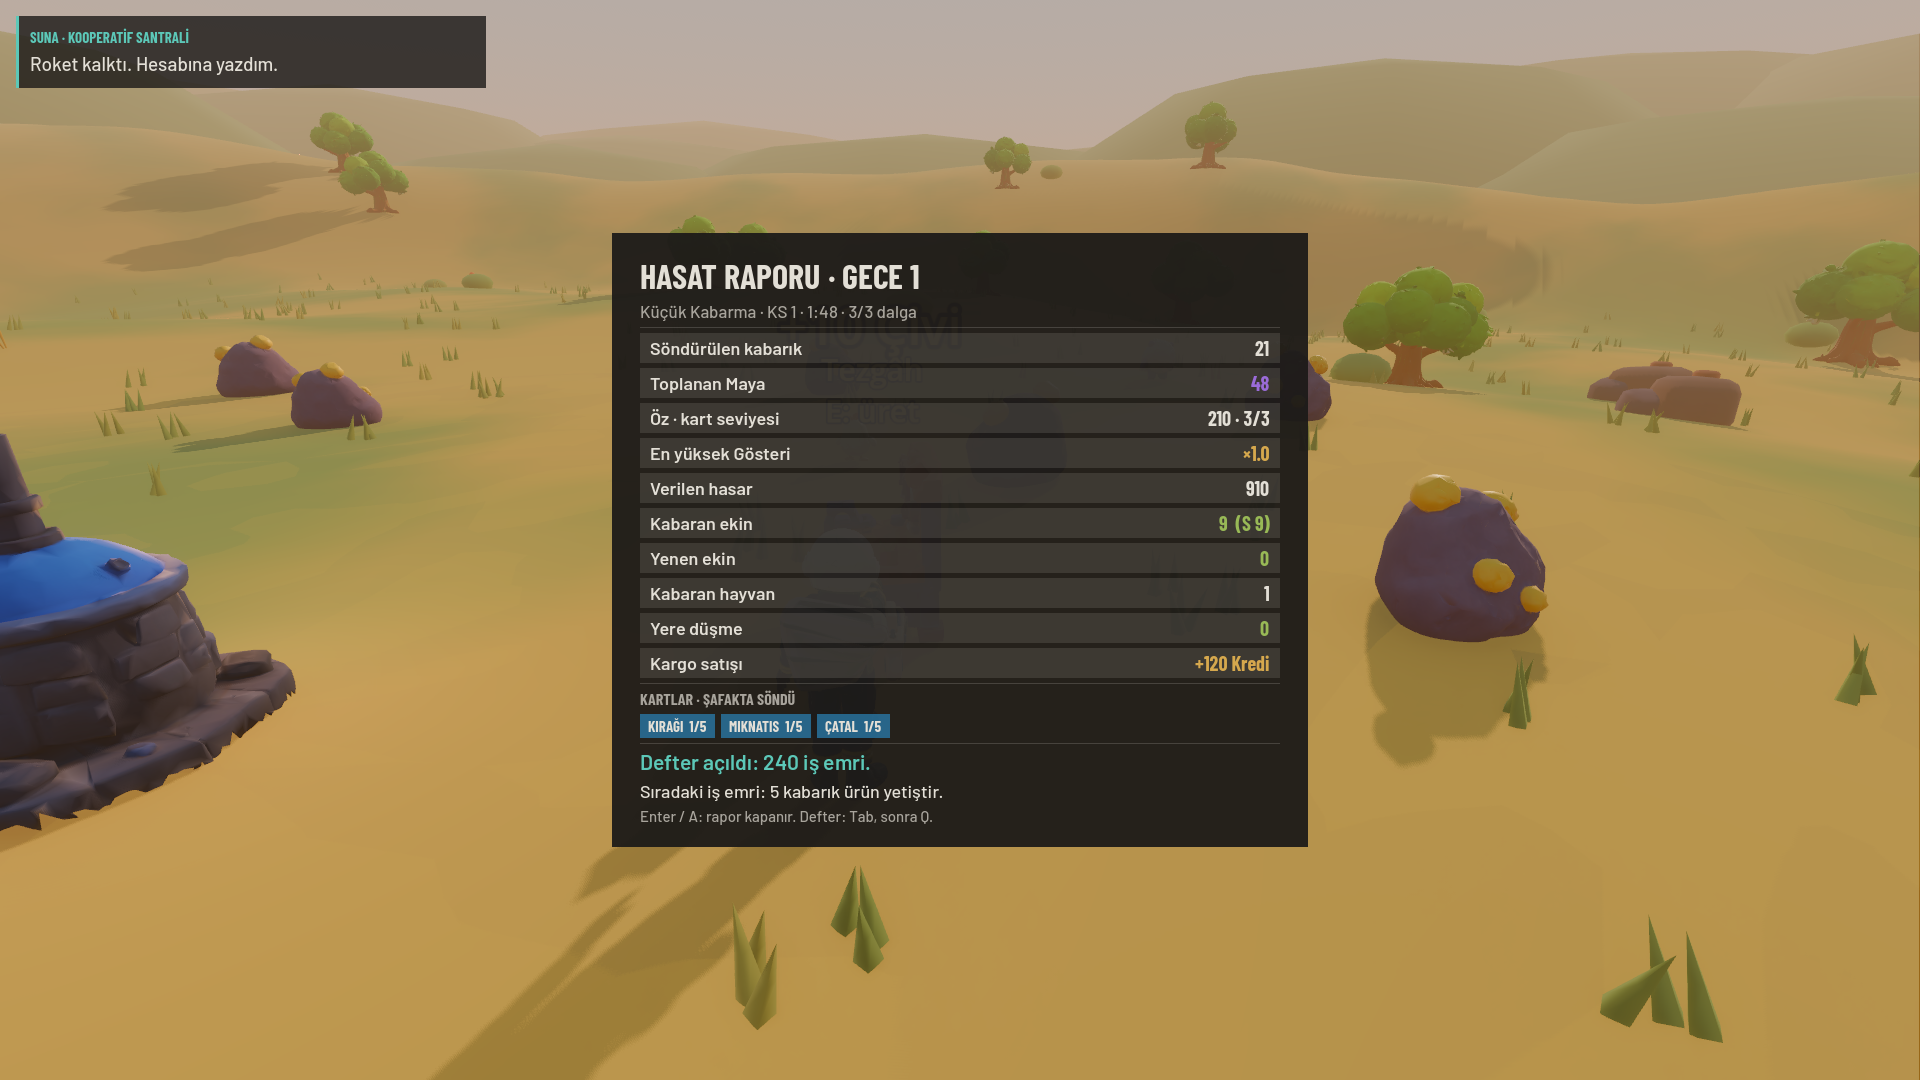 SUNA · KOOPERATİF SANTRALİ
Roket kalktı. Hesabına yazdım.
HASAT RAPORU · GECE 1
Küçük Kabarma · KS 1 · 1:48 · 3/3 dalga
Söndürülen kabarık 21
Toplanan Maya 48
Öz · kart seviyesi 210 · 3/3
En yüksek Gösteri ×1.0
Verilen hasar 910
Kabaran ekin 9 (S 9)
Yenen ekin 0
Kabaran hayvan 1
Yere düşme 0
Kargo satışı +120 Kredi
KARTLAR · ŞAFAKTA SÖNDÜ
KIRAĞI 1/5 MIKNATIS 1/5 ÇATAL 1/5
Defter açıldı: 240 iş emri.
Sıradaki iş emri: 5 kabarık ürün yetiştir.
Enter / A: rapor kapanır. Defter: Tab, sonra Q.